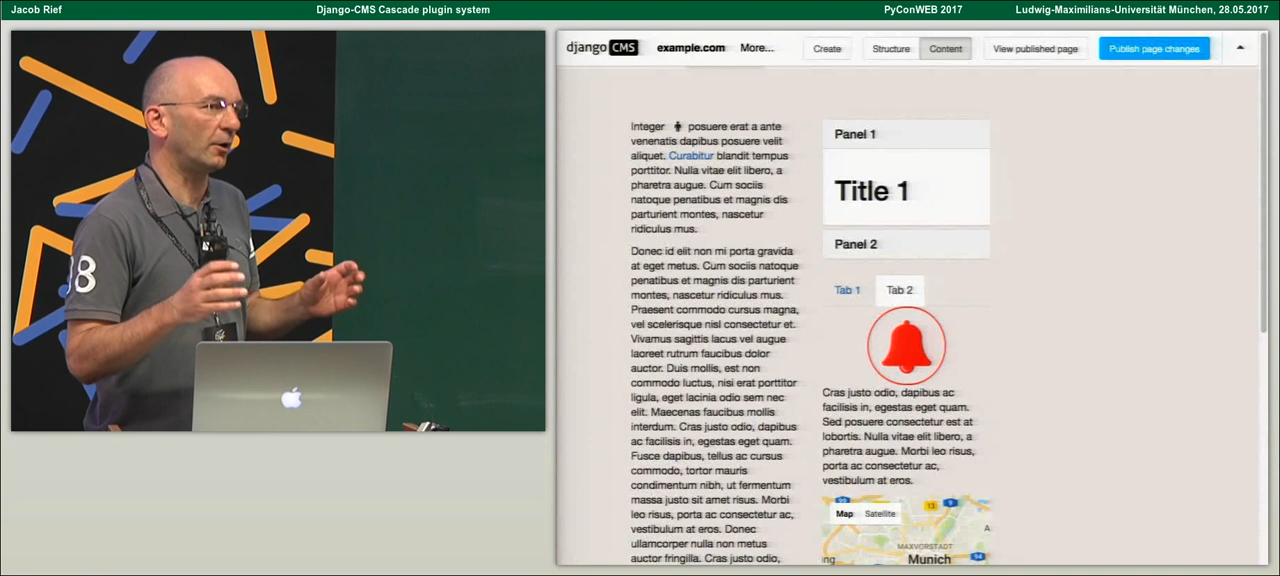 Jacob Rief
Django-CMS Cascade plugin system
PyConWEB 2017
Ludwig-Maximilians-Universität München, 28.05.2017
django CMS
example.com
More...
Create
Structure
Content
View published page
Publish page changes
Integer posuere erat a ante
venenatis dapibus posuere velit
aliquet. Curabitur blandit tempus
porttitor. Nulla vitae elit libero, a
pharetra augue. Cum sociis
natoque penatibus et magnis dis
parturient montes, nascetur
ridiculus mus.
Donec id elit non mi porta gravida
at eget metus. Cum sociis natoque
penatibus et magnis dis parturient
montes, nascetur ridiculus mus.
Praesent commodo cursus magna,
vel scelerisque nisl consectetur et.
Vivamus sagittis lacus vel augue
laoreet rutrum faucibus dolor
auctor. Duis mollis, est non
commodo luctus, nisi erat porttitor
ligula, eget lacinia odio sem nec
elit. Maecenas faucibus mollis
interdum. Cras justo odio, dapibus
ac facilisis in, egestas eget quam.
Fusce dapibus, tellus ac cursus
commodo, tortor mauris
condimentum nibh, ut fermentum
massa justo sit amet risus. Morbi
leo risus, porta ac consectetur ac,
vestibulum at eros. Donec
ullamcorper nulla non metus
auctor fringilla. Cras justo odio,
Panel 1
Title 1
Panel 2
Tab 1
Tab 2
Cras justo odio, dapibus ac
facilisis in, egestas eget quam.
Sed posuere consectetur est at
lobortis. Nulla vitae elit libero, a
pharetra augue. Morbi leo risus,
porta ac consectetur ac,
vestibulum at eros.
Map
Satellite
13
9
MAXVORSTADT
Munich
94